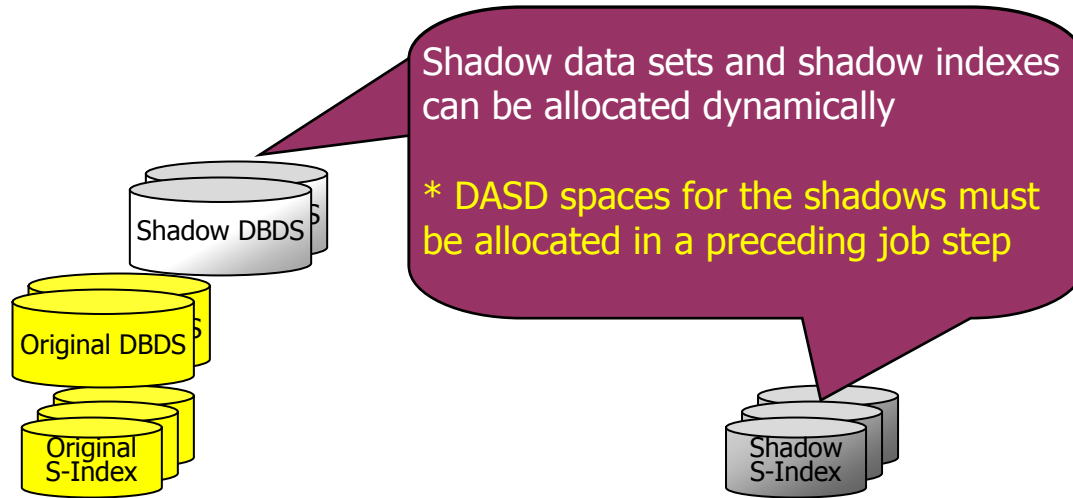 Shadow data sets and shadow indexes
can be allocated dynamically
* DASD spaces for the shadows must
be allocated in a preceding job step
Shadow DBDS
S
Original DBDS
S
Original
S-Index
Shadow
S-Index